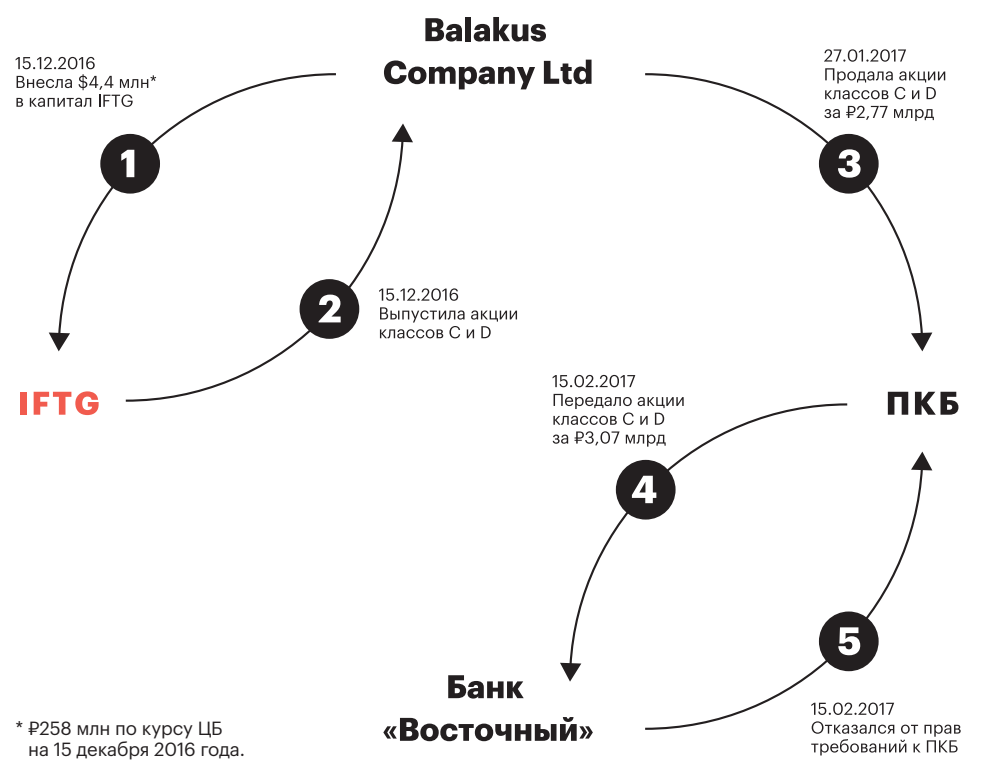 Balakus
Company Ltd
15.12.2016
Внесла $4,4 млн*
в капитал IFTG
1
27.01.2017
Продала акции
классов C и D
за ₽2,77 млрд
3
2
15.12.2016
Выпустила акции
классов C и D
IFTG
ПКБ
15.02.2017
Передало акции
классов C и D
за ₽3,07 млрд
4
5
Банк
«Восточный»
15.02.2017
Отказался от прав
требований к ПКБ
* ₽258 млн по курсу ЦБ
на 15 декабря 2016 года.